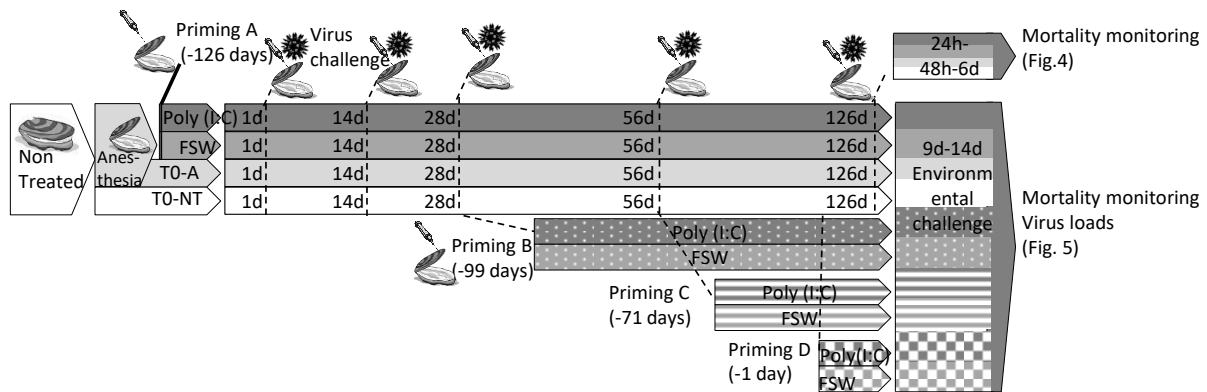 Priming A
(-126 days)
Virus
challenge
24h-
48h-6d
Mortality monitoring
(Fig.4)
Non
Treated
Anes-
thesia
Poly (I:C) 1d 14d 28d 56d 126d
FSW 1d 14d 28d 56d 126d
T0-A 1d 14d 28d 56d 126d
T0-NT 1d 14d 28d 56d 126d
9d-14d
Environm
ental
challenge
Mortality monitoring
Virus loads
(Fig. 5)
Priming B
(-99 days)
Poly (I:C)
FSW
Priming C
(-71 days)
Poly (I:C)
FSW
Priming D
(-1 day)
Poly(I:C)
FSW